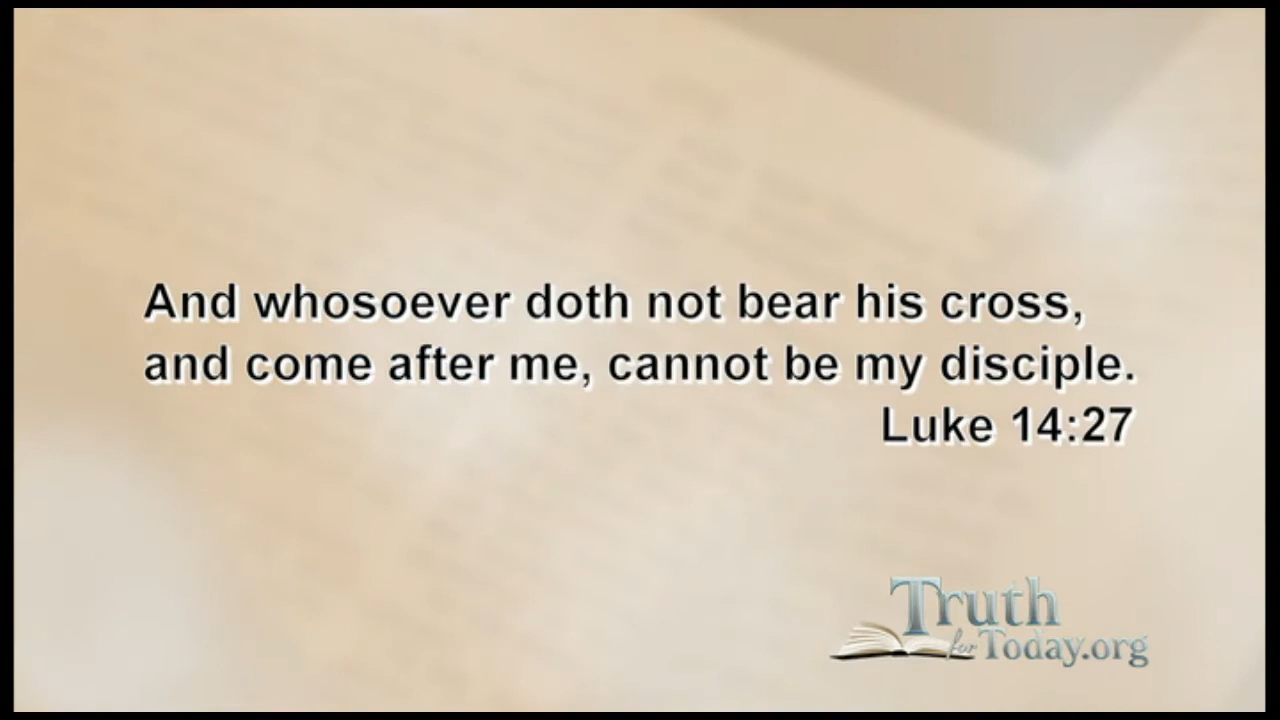 And whosoever doth not bear his cross,
and come after me, cannot be my disciple.
Luke 14:27
Truth
for Today.org